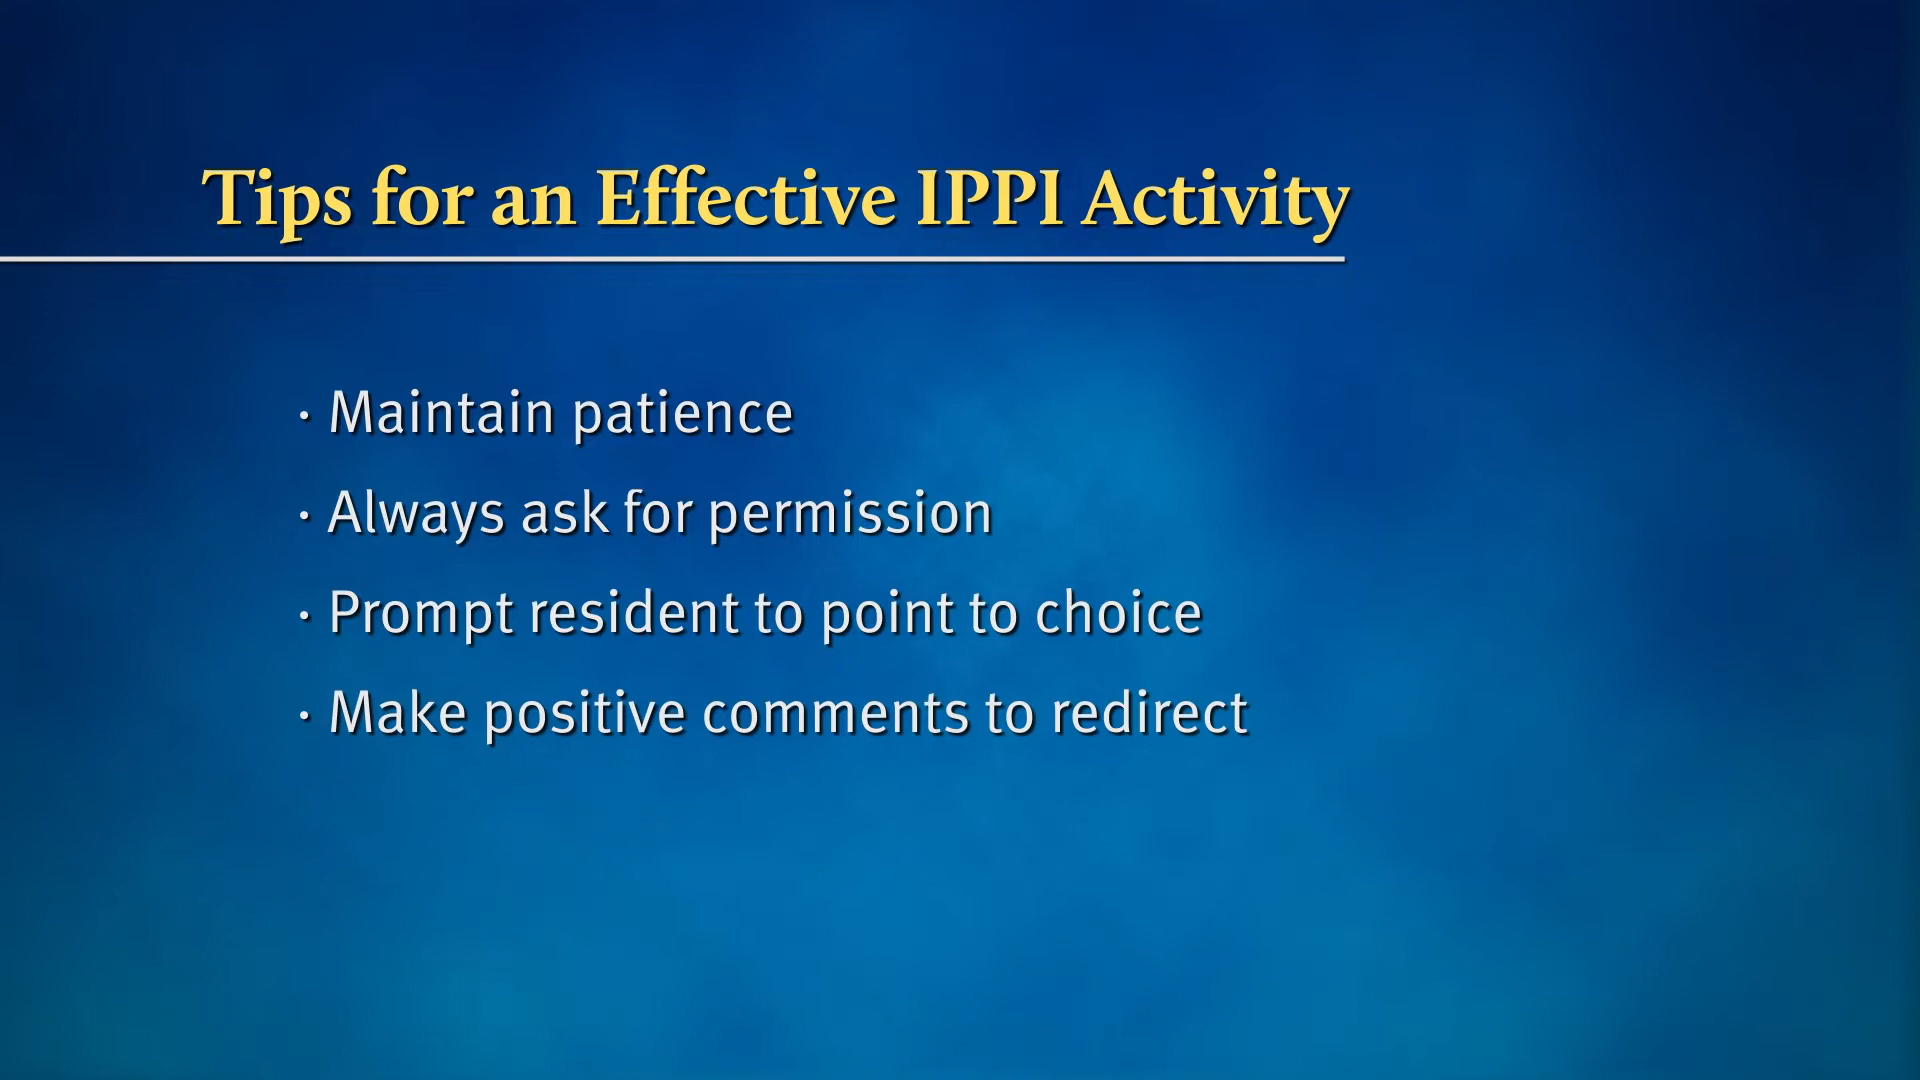 Tips for an Effective IPPI Activity
· Maintain patience
· Always ask for permission
· Prompt resident to point to choice
· Make positive comments to redirect